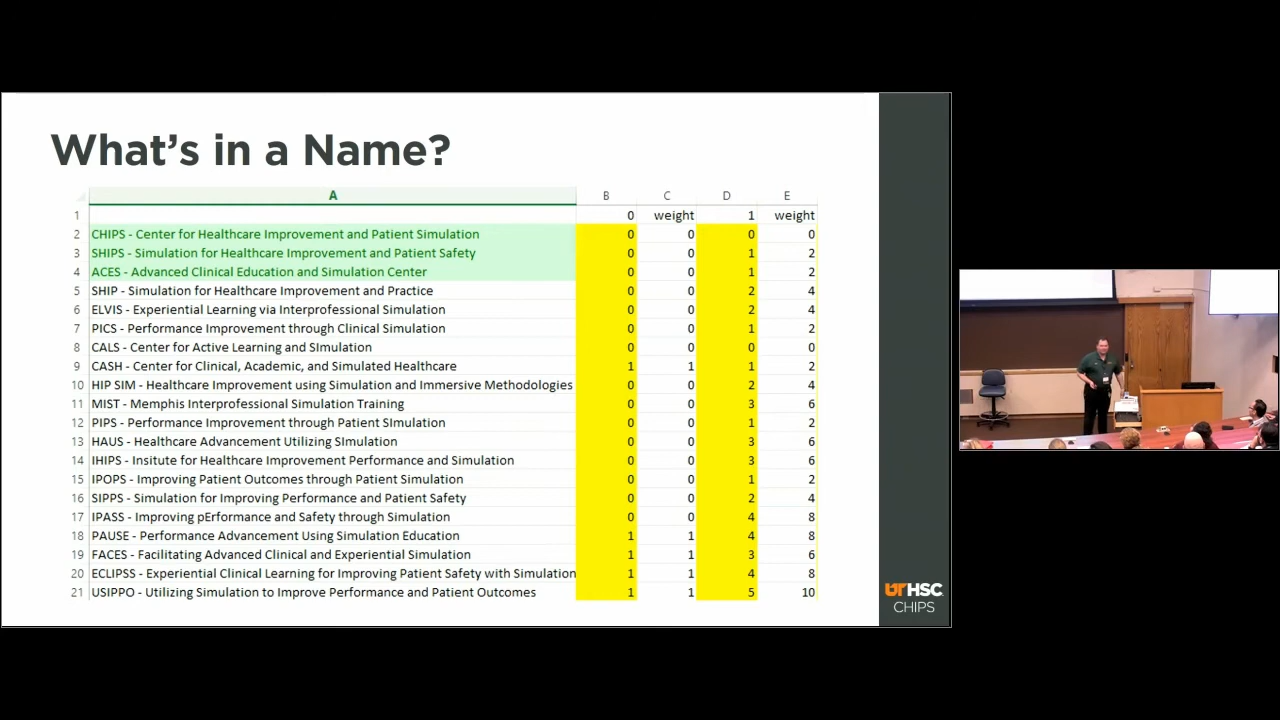 What's in a Name?
A B C D E
1 0 weight 1 weight
2 CHIPS - Center for Healthcare Improvement and Patient Simulation 0 0 0 0
3 SHIPS - Simulation for Healthcare Improvement and Patient Safety 0 0 1 2
4 ACES - Advanced Clinical Education and Simulation Center 0 0 1 2
5 SHIP - Simulation for Healthcare Improvement and Practice 0 0 2 4
6 ELVIS - Experiential Learning via Interprofessional Simulation 0 0 2 4
7 PICS - Performance Improvement through Clinical Simulation 0 0 1 2
8 CALS - Center for Active Learning and SImulation 0 0 0 0
9 CASH - Center for Clinical, Academic, and Simulated Healthcare 1 1 1 2
10 HIP SIM - Healthcare Improvement using Simulation and Immersive Methodologies 0 0 2 4
11 MIST - Memphis Interprofessional Simulation Training 0 0 3 6
12 PIPS - Performance Improvement through Patient SImulation 0 0 1 2
13 HAUS - Healthcare Advancement Utilizing SImulation 0 0 3 6
14 IHIPS - Insitute for Healthcare Improvement Performance and Simulation 0 0 3 6
15 IPOPS - Improving Patient Outcomes through Patient Simulation 0 0 1 2
16 SIPPS - Simulation for Improving Performance and Patient Safety 0 0 2 4
17 IPASS - Improving pErformance and Safety through Simulation 0 0 4 8
18 PAUSE - Performance Advancement Using Simulation Education 1 1 4 8
19 FACES - Facilitating Advanced Clinical and Experiential Simulation 1 1 3 6
20 ECLIPSS - Experiential Clinical Learning for Improving Patient Safety with Simulation 1 1 4 8
21 USIPPO - Utilizing Simulation to Improve Performance and Patient Outcomes 1 1 5 10
UTHSC
CHIPS